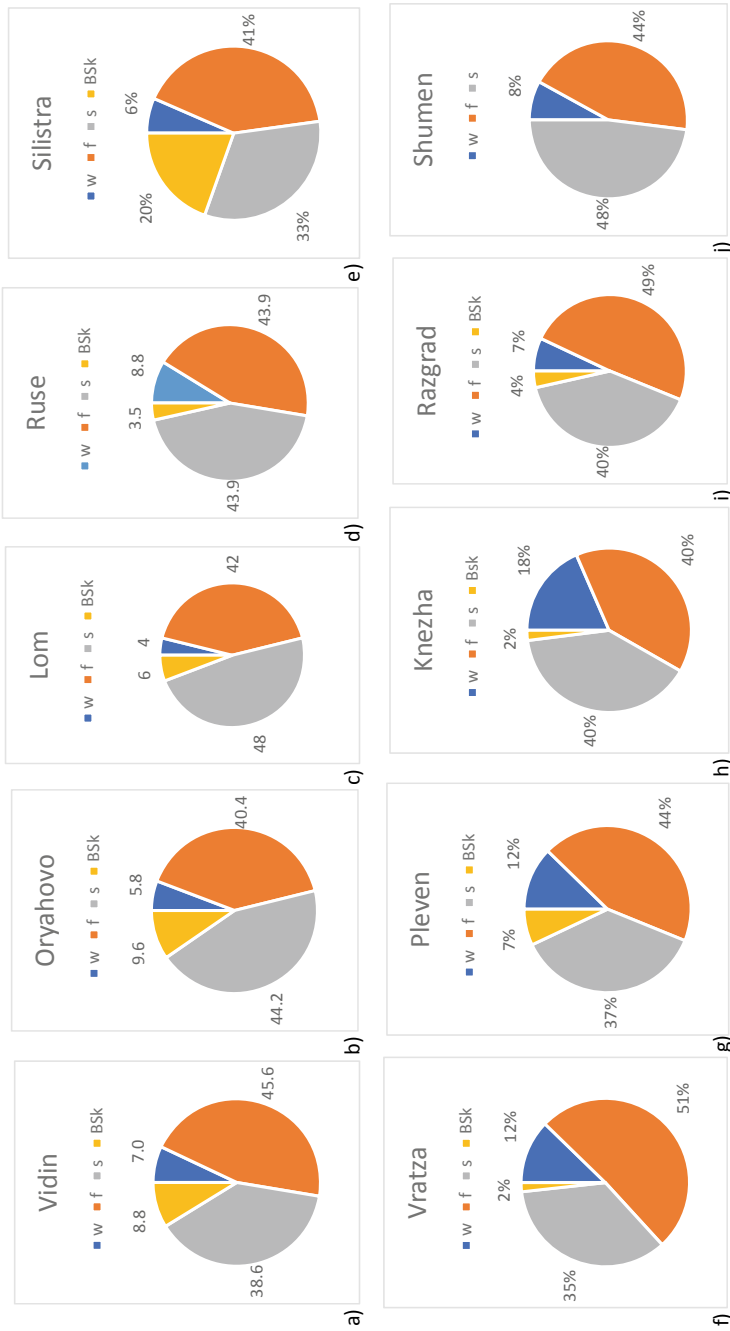 Vidin
w f s BSk
8.8 7.0
38.6 45.6
a)
Oryahovo
w f s BSk
9.6 5.8
44.2 40.4
b)
Lom
w f s BSk
6 4
48 42
c)
Ruse
w f s BSk
3.5 8.8
43.9 43.9
d)
Silistra
w f s BSk
20% 6%
33% 41%
e)
Vratza
w f s BSk
2% 12%
35% 51%
f)
Pleven
w f s BSk
7% 12%
37% 44%
g)
Knezha
w f s BSk
2% 18%
40% 40%
h)
Razgrad
w f s BSk
4% 7%
40% 49%
i)
Shumen
w f s
8%
48% 44%
j)